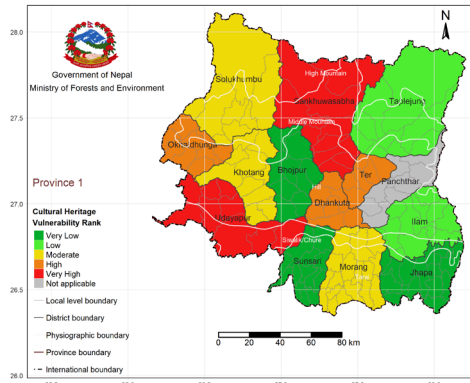 N
28.0
Government of Nepal
Ministry of Forests and Environment
High Mountain
Solukhumbu
Sankhuwasabha
Taplejung
27.5
Middle Mountain
Okhaldhunga
Khotang
Bhojpur
Ter
Panchthar
Province 1
Hill
Dhankuta
27.0
Cultural Heritage
Vulnerability Rank
Udayapur
Ilam
Very Low
Low
Moderate
High
Very High
Not applicable
Siwalik/Chure
Sunsari
Morang
Jhapa
26.5
Local level boundary
District boundary
Physiographic boundary
Province boundary
International boundary
0 20 40 60 80
km
26.0